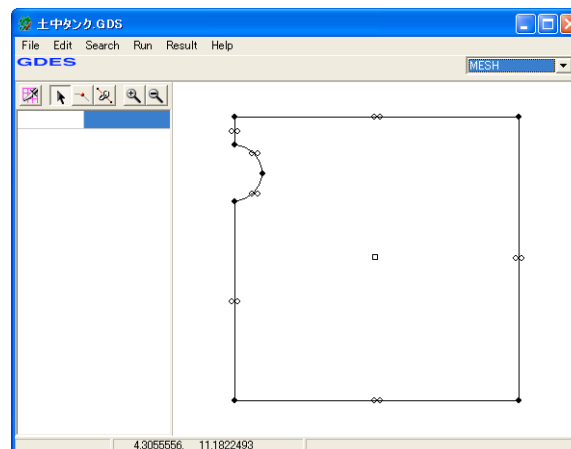 土中タンク.GDS
File Edit Search Run Result Help
GDES
MESH
4.3055556, 11.1822493